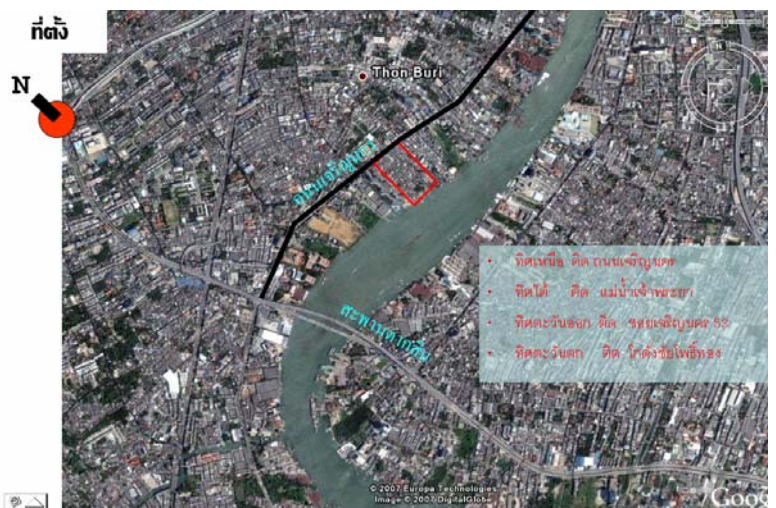 ที่ตั้ง
N
Thon Buri
N
ถนนเจริญนคร
• ทิศเหนือ ติด ถนนเจริญนคร
• ทิศใต้ ติด แม่น้ำเจ้าพระยา
• ทิศตะวันออก ติด ซอยเจริญนคร 53
• ทิศตะวันตก ติด โกดังชัยโพธิ์ทอง
สะพานตากสิน
© 2007 Europa Technologies
Image © 2007 DigitalGlobe
Goog